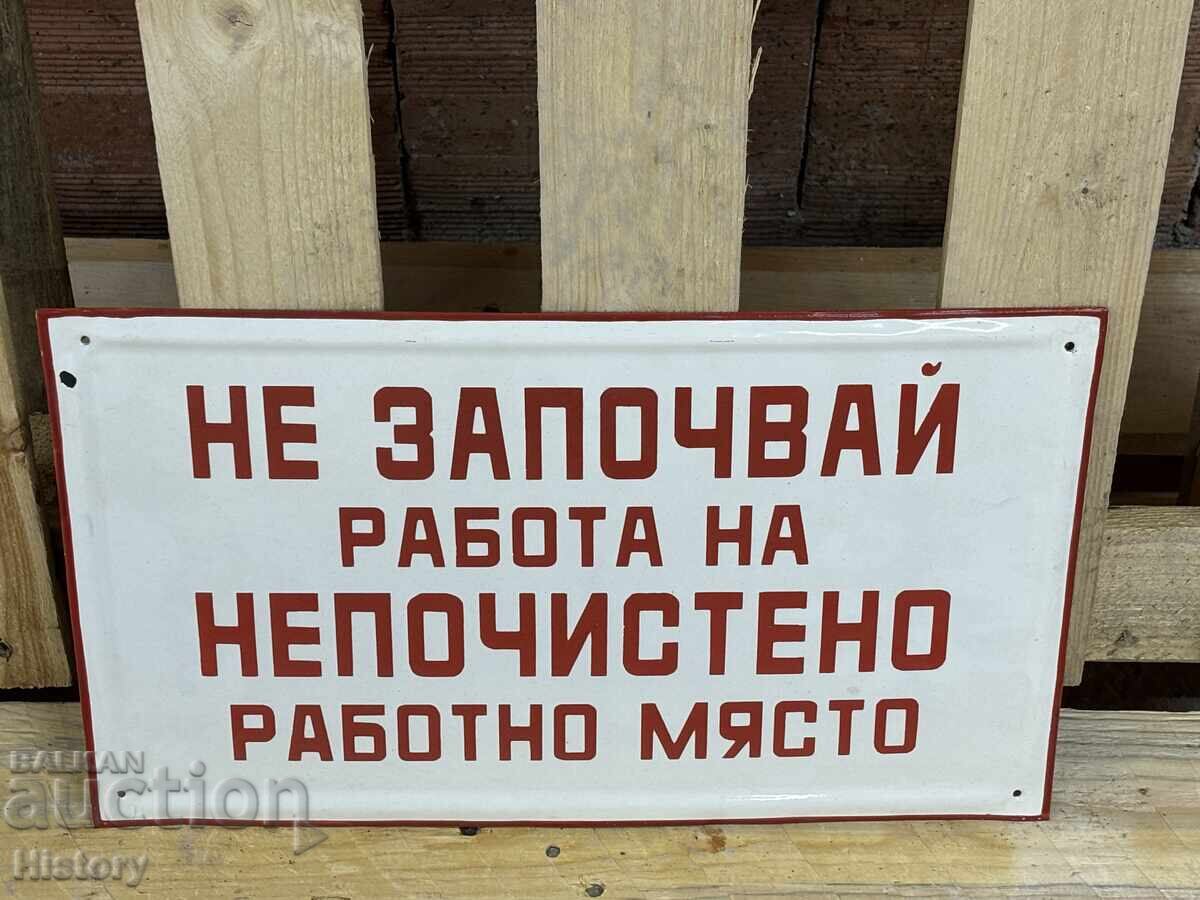 НЕ ЗАПОЧВАЙ
РАБОТА НА
НЕПОЧИСТЕНО
РАБОТНО МЯСТО
BALKAN
auction
History